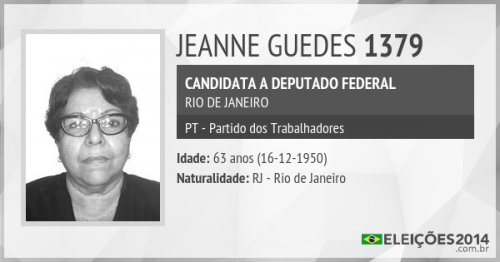 JEANNE GUEDES 1379
CANDIDATA A DEPUTADO FEDERAL
RIO DE JANEIRO
PT - Partido dos Trabalhadores
Idade: 63 anos (16-12-1950)
Naturalidade: RJ - Rio de Janeiro
ELEIÇÕES2014
.com.br